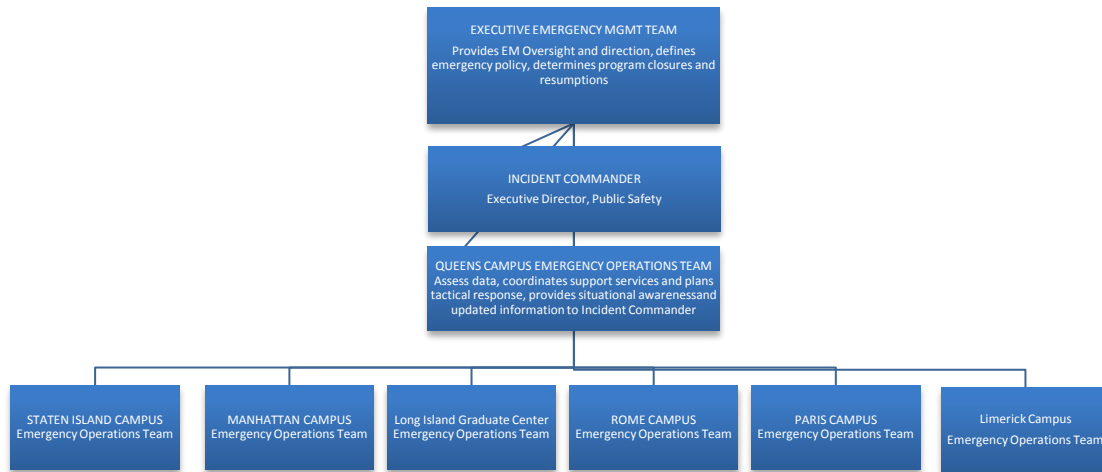 EXECUTIVE EMERGENCY MGMT TEAM
Provides EM Oversight and direction, defines
emergency policy, determines program closures and
resumptions
INCIDENT COMMANDER
Executive Director, Public Safety
QUEENS CAMPUS EMERGENCY OPERATIONS TEAM
Assess data, coordinates support services and plans
tactical response, provides situational awarenessand
updated information to Incident Commander
STATEN ISLAND CAMPUS
Emergency Operations Team
MANHATTAN CAMPUS
Emergency Operations Team
Long Island Graduate Center
Emergency Operations Team
ROME CAMPUS
Emergency Operations Team
PARIS CAMPUS
Emergency Operations Team
Limerick Campus
Emergency Operations Team